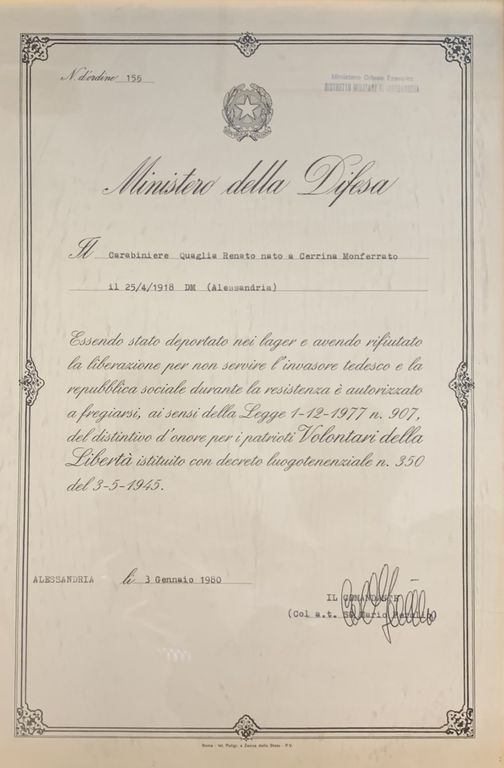 N. d'ordine 156
Ministero Difesa Esercito
DISTRETTO MILITARE DI ALESSANDRIA
Ministero della Difesa
Il Carabiniere Quaglia Renato nato a Cerrina Monferrato
il 25/4/1918 DM (Alessandria)
Essendo stato deportato nei lager e avendo rifiutato
la liberazione per non servire l'invasore tedesco e la
repubblica sociale durante la resistenza è autorizzato
a fregiarsi, ai sensi della Legge 1-12-1977 n. 907,
del distintivo d'onore per i patrioti Volontari della
Libertà istituito con decreto luogotenenziale n. 350
del 3-5-1945.
ALESSANDRIA li 3 Gennaio 1980
IL COMANDANTE
(Col a.t. SG Mario
Roma - Ist. Poligr. e Zecca dello Stato - P.V.